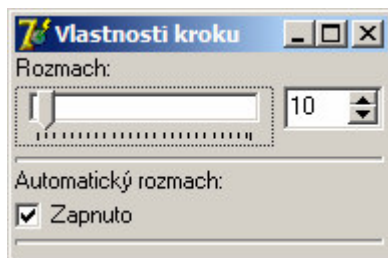 Vlastnosti kroku
Rozmach:
10
Automatický rozmach:
Zapnuto